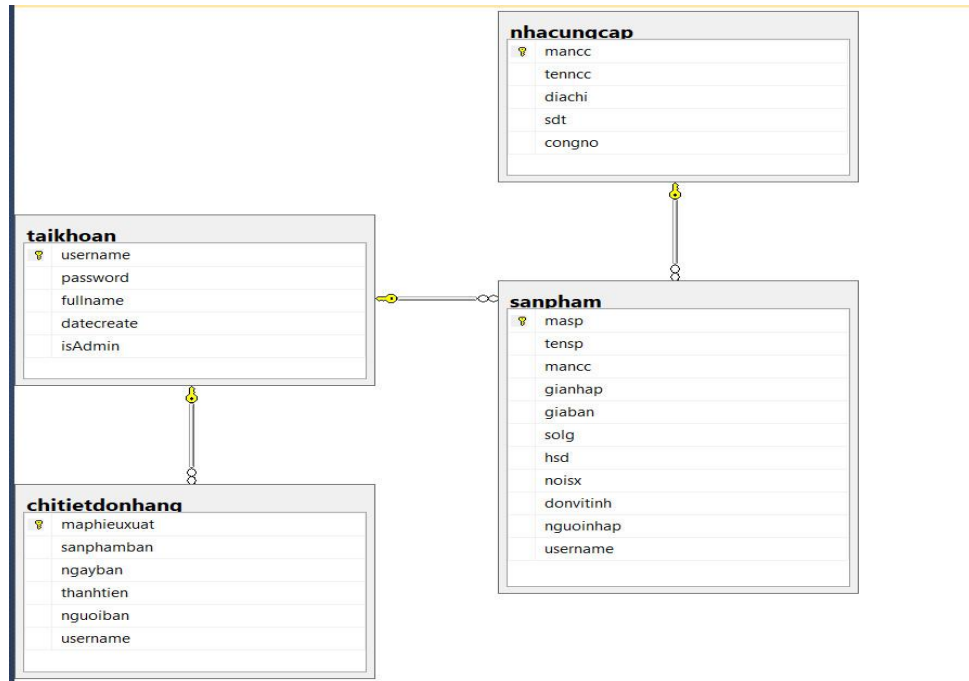 nhacungcap
mancc
tenncc
diachi
sdt
congno
taikhoan
username
password
fullname
datecreate
isAdmin
sanpham
masp
tensp
mancc
gianhap
giaban
solg
hsd
noisx
donvitinh
nguoinhap
username
chitietdonhang
maphieuxuat
sanphamban
ngayban
thanhtien
nguoiban
username